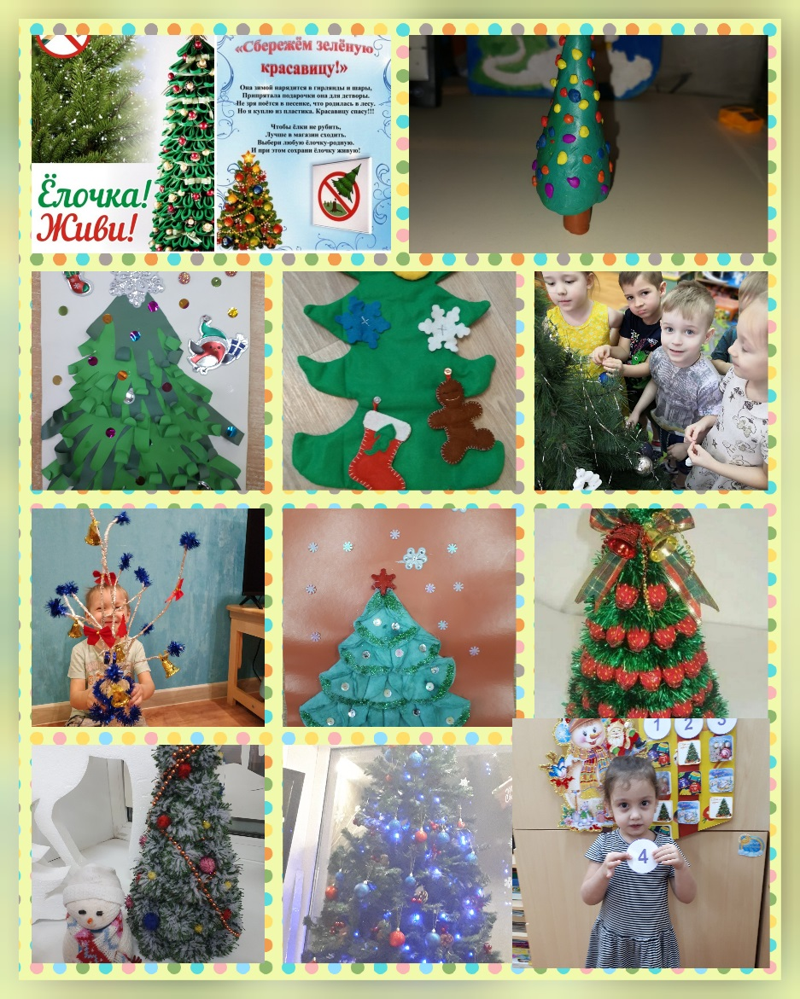 Ёлочка!
Живи!
«Сбережём зелёную
красавицу!»
Она зимой нарядится в гирлянды и шары,
Припрятала подарочки она для детворы.
Не зря поётся в песенке, что родилась в лесу.
Но я куплю из пластика. Красавицу спасу!!!
Чтобы ёлки не рубить,
Лучше в магазин сходить.
Выбери любую ёлочку-родную.
И при этом сохрани ёлочку живую!
1 2 3
4